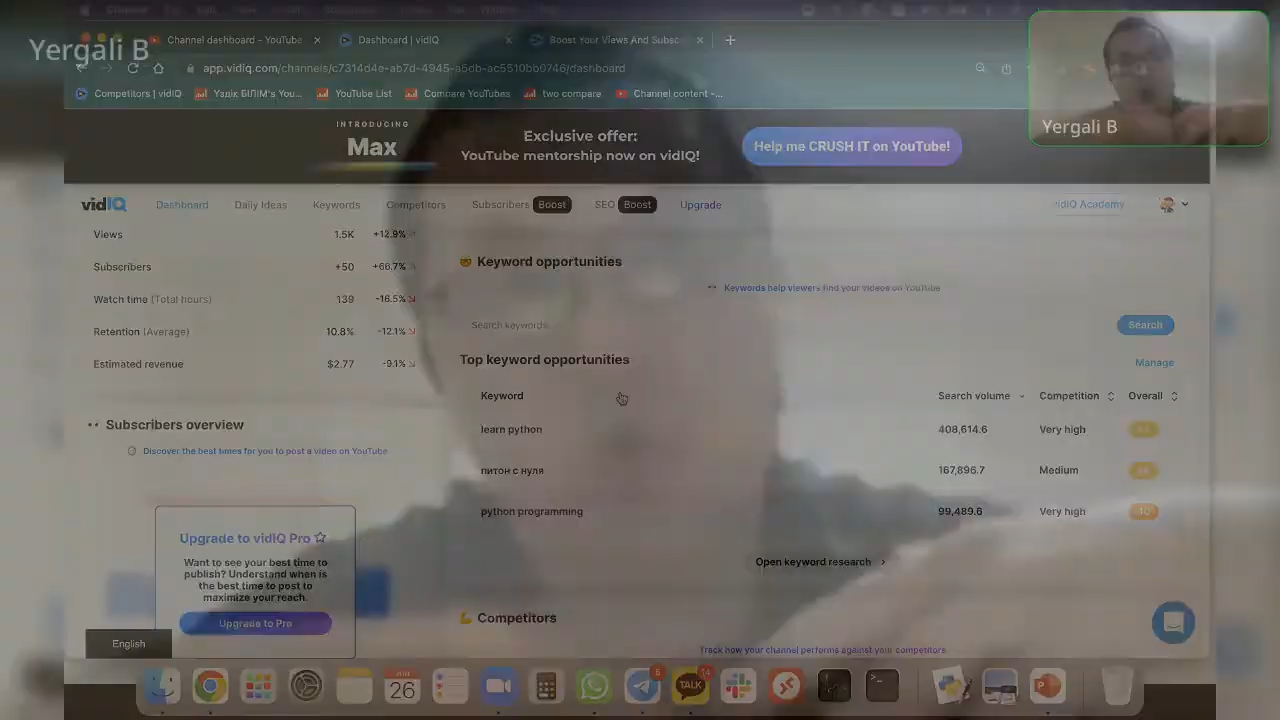 Yergali B
Channel dashboard - YouTube
Dashboard | vidIQ
Boost Your Views And Subsc
app.vidiq.com/channels/c7314d4e-ab7d-4945-a5db-ac5510bb0746/dashboard
Yergali B
Competitors | vidIQ
Үздік БІЛІМ's You...
YouTube List
Compare YouTubes
two compare
Channel content -...
INTRODUCING
Max
Exclusive offer:
YouTube mentorship now on vidIQ!
Help me CRUSH IT on YouTube!
vidIQ
Dashboard
Daily Ideas
Keywords
Competitors
Subscribers Boost
SEO Boost
Upgrade
vidIQ Academy
Views 1.5K +12.9%
Subscribers +50 +66.7%
Watch time (Total hours) 139 -16.5%
Retention (Average) 10.8% -12.1%
Estimated revenue $2.77 -9.1%
Subscribers overview
Discover the best times for you to post a video on YouTube
Upgrade to vidIQ Pro
Want to see your best time to
publish? Understand when is
the best time to post to
maximize your reach.
Upgrade to Pro
English
Keyword opportunities
Keywords help viewers find your videos on YouTube
Search keywords
Search
Top keyword opportunities
Manage
Keyword Search volume Competition Overall
learn python 408,614.6 Very high
питон с нуля 167,896.7 Medium
python programming 99,489.6 Very high
Open keyword research
Competitors
Track how your channel performs against your competitors
JUL
26
TALK
14